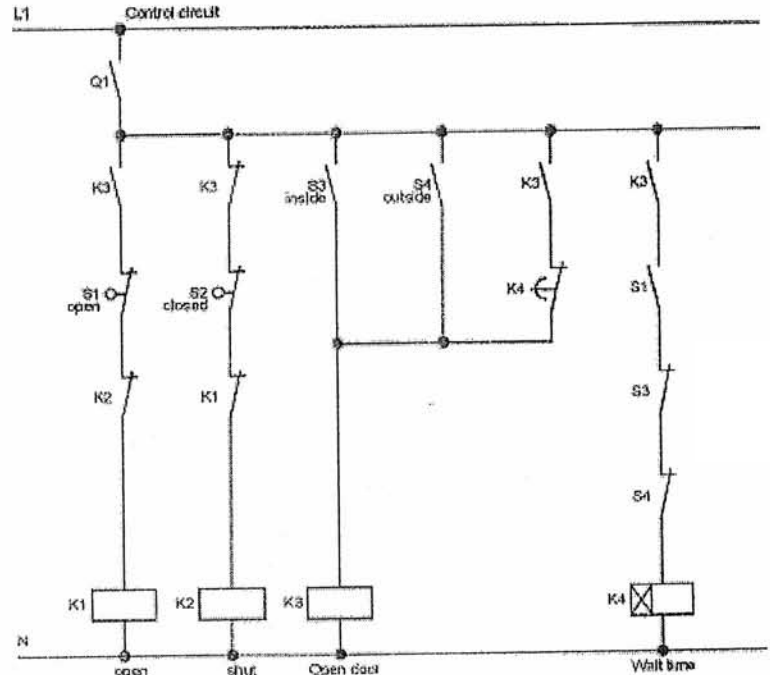 L1 Control circuit
Q1
K3 K3 S3 S4 K3 K3
inside outside
S1 S2 K4 S1
open closed
K2 K1 S3
S4
K1 K2 K3 K4
N
open shut Open door Wait time